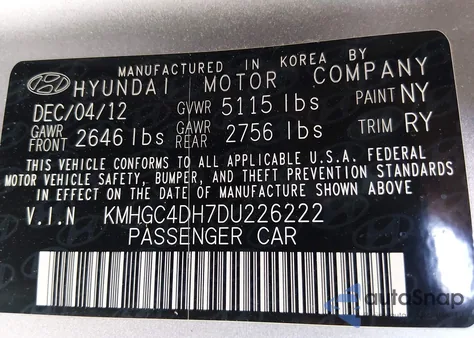 MANUFACTURED IN KOREA BY
HYUNDAI MOTOR COMPANY
DEC/04/12 GVWR 5115 lbs PAINT NY
GAWR FRONT 2646 lbs GAWR REAR 2756 lbs TRIM RY
THIS VEHICLE CONFORMS TO ALL APPLICABLE U.S.A. FEDERAL
MOTOR VEHICLE SAFETY, BUMPER, AND THEFT PREVENTION STANDARDS
IN EFFECT ON THE DATE OF MANUFACTURE SHOWN ABOVE
V.I.N KMHGC4DH7DU226222
PASSENGER CAR
autoSnap